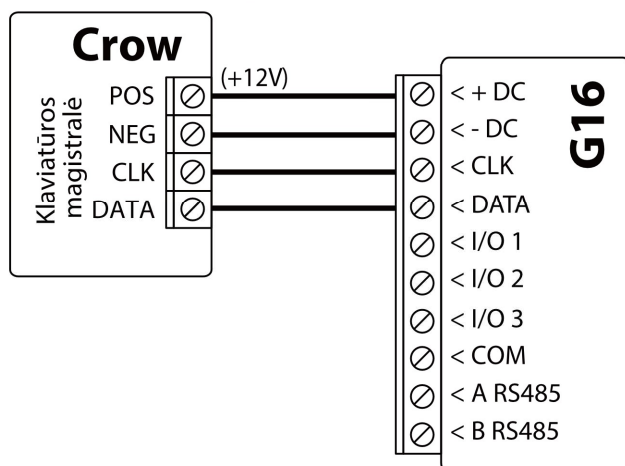 Crow
Klaviatūros
magistralė
POS
NEG
CLK
DATA
(+12V)
G16
< + DC
< - DC
< CLK
< DATA
< I/O 1
< I/O 2
< I/O 3
< COM
< A RS485
< B RS485